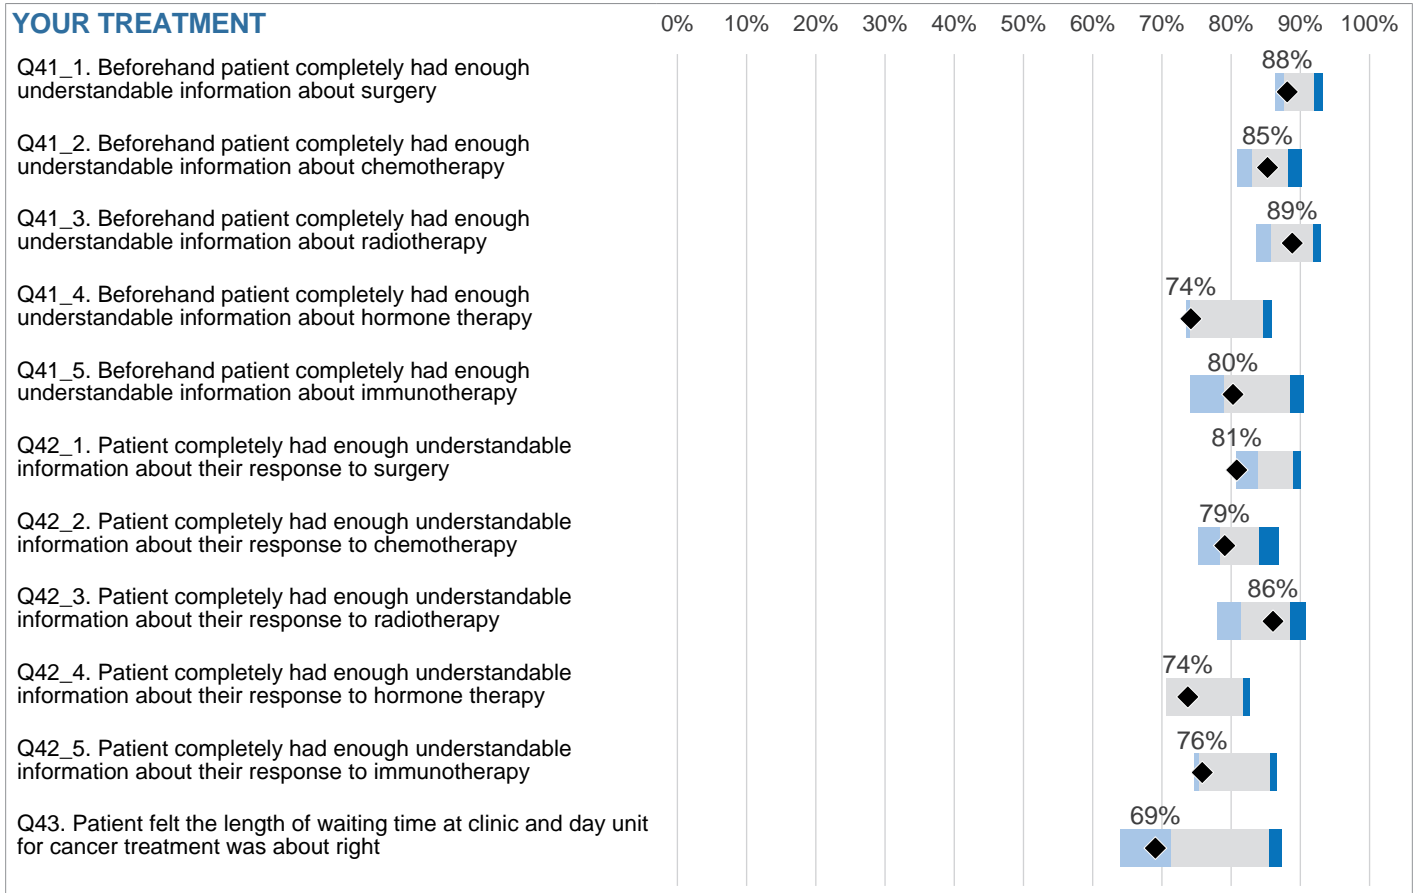 YOUR TREATMENT
0% 10% 20% 30% 40% 50% 60% 70% 80% 90% 100%
Q41_1. Beforehand patient completely had enough
understandable information about surgery
88%
Q41_2. Beforehand patient completely had enough
understandable information about chemotherapy
85%
Q41_3. Beforehand patient completely had enough
understandable information about radiotherapy
89%
Q41_4. Beforehand patient completely had enough
understandable information about hormone therapy
74%
Q41_5. Beforehand patient completely had enough
understandable information about immunotherapy
80%
Q42_1. Patient completely had enough understandable
information about their response to surgery
81%
Q42_2. Patient completely had enough understandable
information about their response to chemotherapy
79%
Q42_3. Patient completely had enough understandable
information about their response to radiotherapy
86%
Q42_4. Patient completely had enough understandable
information about their response to hormone therapy
74%
Q42_5. Patient completely had enough understandable
information about their response to immunotherapy
76%
Q43. Patient felt the length of waiting time at clinic and day unit
for cancer treatment was about right
69%